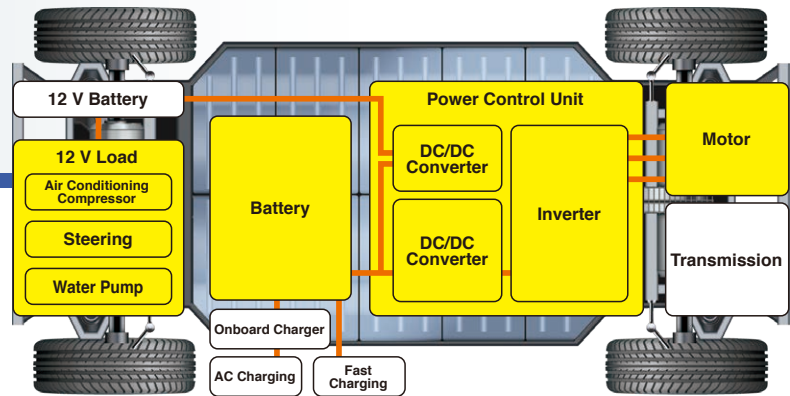 12 V Battery
12 V Load
Air Conditioning
Compressor
Steering
Water Pump
Battery
Onboard Charger
AC Charging
Fast
Charging
Power Control Unit
DC/DC
Converter
DC/DC
Converter
Inverter
Motor
Transmission